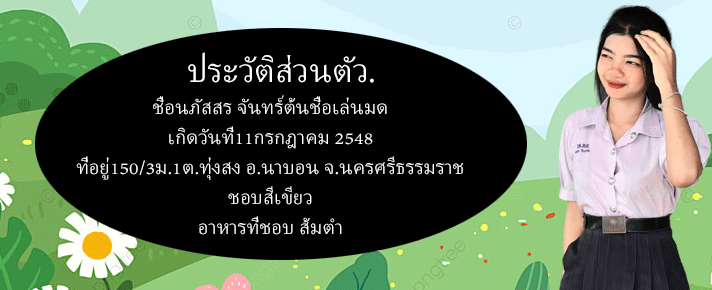 ประวัติส่วนตัว.
ชื่อนภัสสร จันทร์ต้นชื่อเล่นมด
เกิดวันที่11กรกฎาคม 2548
ที่อยู่150/3ม.1ต.ทุ่งสง อ.นาบอน จ.นครศรีธรรมราช
ชอบสีเขียว
อาหารที่ชอบ ส้มตำ